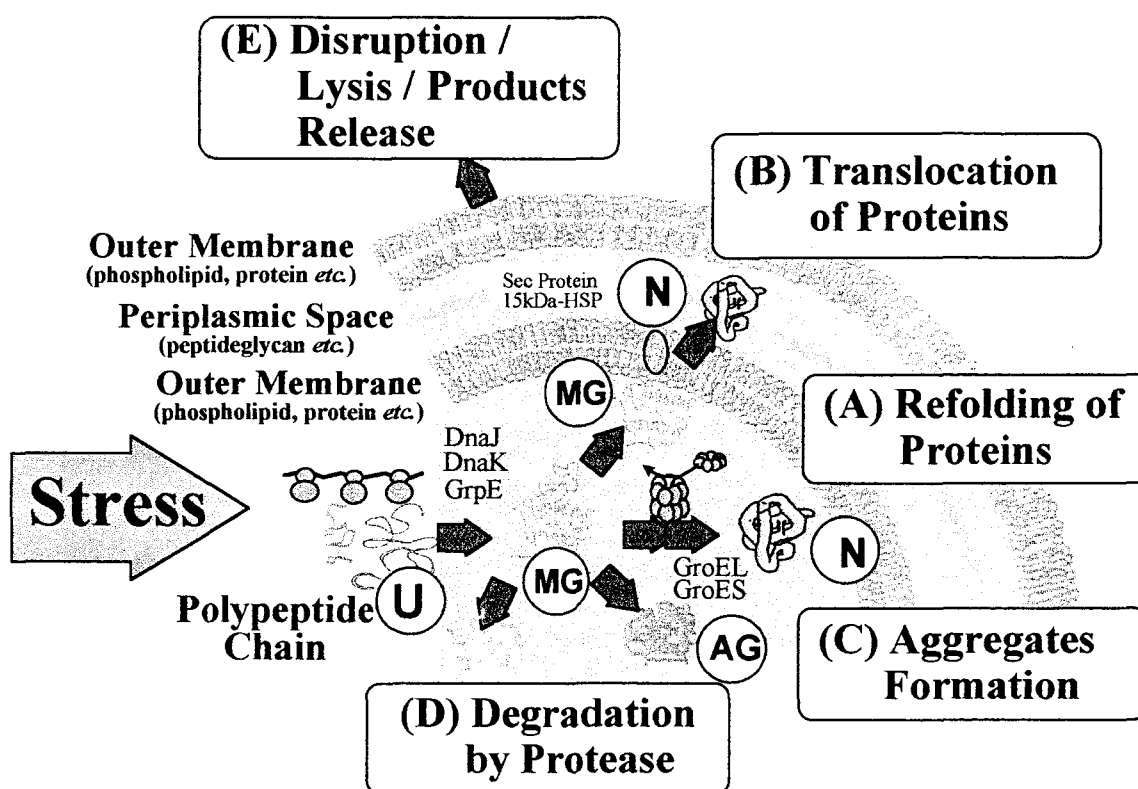 (E) Disruption /
Lysis / Products
Release
(B) Translocation
of Proteins
Outer Membrane
(phospholipid, protein etc.)
Periplasmic Space
(peptideglycan etc.)
Outer Membrane
(phospholipid, protein etc.)
Sec Protein
15kDa-HSP
N
MG
(A) Refolding of
Proteins
DnaJ
DnaK
GrpE
Stress
MG
GroEL
GroES
N
U
Polypeptide
Chain
AG
(C) Aggregates
Formation
(D) Degradation
by Protease